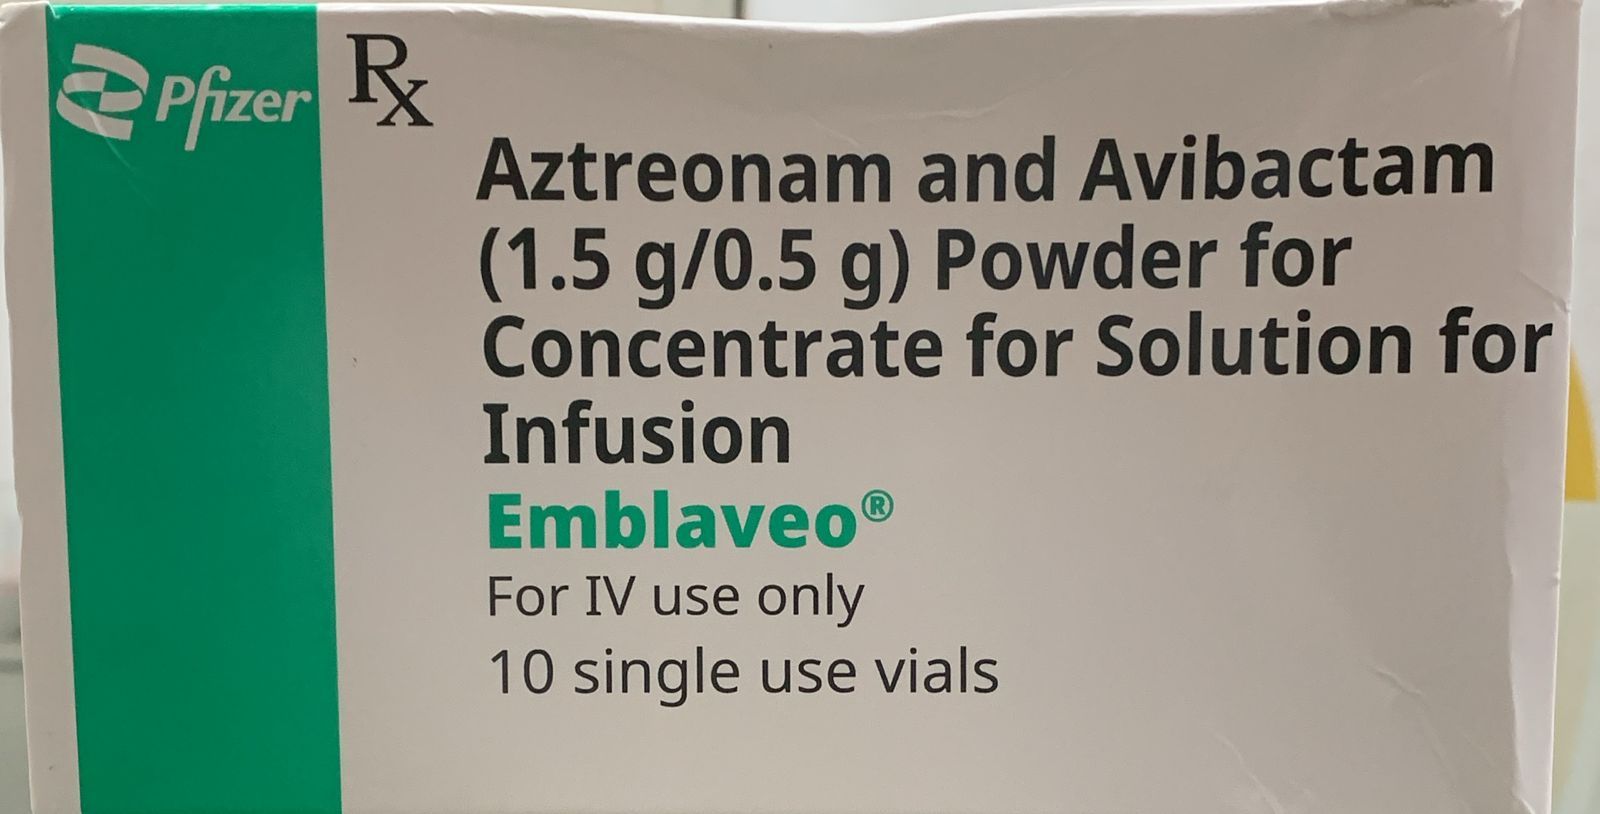 Pfizer
Rx
Aztreonam and Avibactam
(1.5 g/0.5 g) Powder for
Concentrate for Solution for
Infusion
Emblaveo®
For IV use only
10 single use vials